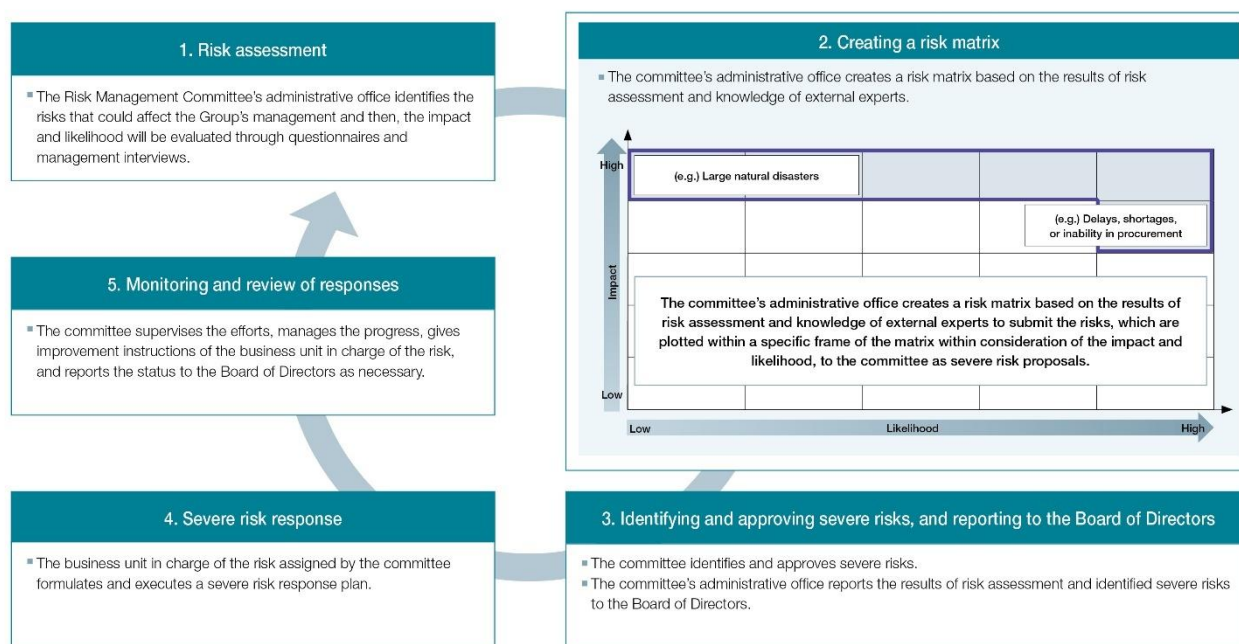 1. Risk assessment
▪ The Risk Management Committee's administrative office identifies the
risks that could affect the Group's management and then, the impact
and likelihood will be evaluated through questionnaires and
management interviews.
2. Creating a risk matrix
▪ The committee's administrative office creates a risk matrix based on the results of risk
assessment and knowledge of external experts.
High
Impact
Low
(e.g.) Large natural disasters
(e.g.) Delays, shortages,
or inability in procurement
The committee's administrative office creates a risk matrix based on the results of
risk assessment and knowledge of external experts to submit the risks, which are
plotted within a specific frame of the matrix within consideration of the impact and
likelihood, to the committee as severe risk proposals.
Low
Likelihood
High
3. Identifying and approving severe risks, and reporting to the Board of Directors
▪ The committee identifies and approves severe risks.
▪ The committee's administrative office reports the results of risk assessment and identified severe risks
to the Board of Directors.
4. Severe risk response
▪ The business unit in charge of the risk assigned by the committee
formulates and executes a severe risk response plan.
5. Monitoring and review of responses
▪ The committee supervises the efforts, manages the progress, gives
improvement instructions of the business unit in charge of the risk,
and reports the status to the Board of Directors as necessary.